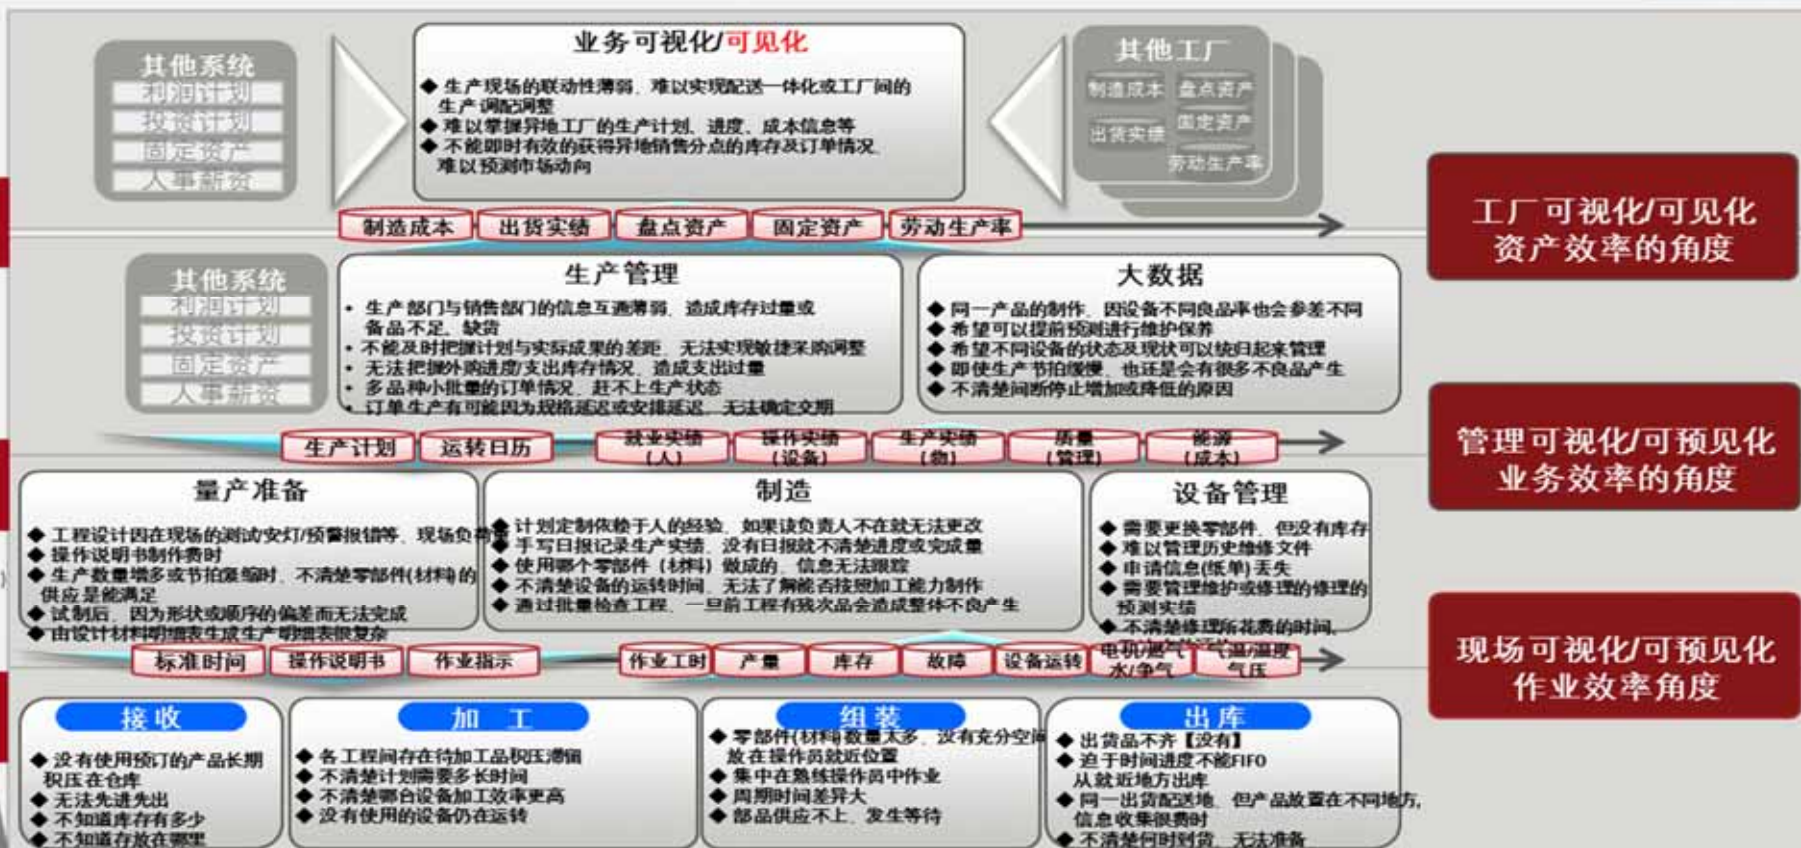 其他系统
利润计划
投资计划
固定资产
人事薪资
业务可视化/可见化
◆ 生产现场的联动性薄弱, 难以实现配送一体化或工厂间的
生产调配调整
◆ 难以掌握异地工厂的生产计划、进度、成本信息等
◆ 不能即时有效的获得异地销售分点的库存及订单情况,
难以预测市场动向
其他工厂
制造成本 盘点资产
出货实绩 固定资产
劳动生产率
制造成本 出货实绩 盘点资产 固定资产 劳动生产率
工厂可视化/可见化
资产效率的角度
其他系统
利润计划
投资计划
固定资产
人事薪资
生产管理
• 生产部门与销售部门的信息互通薄弱, 造成库存过量或
备品不足、缺货
• 不能及时把握计划与实际成果的差距, 无法实现敏捷采购调整
• 无法把握外购进度/支出库存情况, 造成支出过量
• 多品种小批量的订单情况, 赶不上生产状态
• 订单生产有可能因为规格延迟或安排延迟, 无法确定交期
大数据
◆ 同一产品的制作, 因设备不同良品率也会参差不同
◆ 希望可以提前预测进行维护保养
◆ 希望不同设备的状态及现状可以统归起来管理
◆ 即使生产节拍缓慢, 也还是会有很多不良品产生
◆ 不清楚间断停止增加或降低的原因
生产计划 运转日历 就业实绩(人) 操作实绩(设备) 生产实绩(物) 质量(管理) 能源(成本)
管理可视化/可预见化
业务效率的角度
量产准备
◆ 工程设计因在现场的测试/安灯/预警报错等, 现场负荷
◆ 操作说明书制作费时
◆ 生产数量增多或节拍紧缩时, 不清楚零部件(材料)的
供应是能满足
◆ 试制后, 因为形状或顺序的偏差而无法完成
◆ 由设计材料明细表生成生产明细表很复杂
制造
◆ 计划定制依赖于人的经验, 如果该负责人不在就无法更改
◆ 手写日报记录生产实绩, 没有日报就不清楚进度或完成量
◆ 使用哪个零部件 (材料) 做成的, 信息无法跟踪
◆ 不清楚设备的运转时间, 无法了解能否按照加工能力制作
◆ 通过批量检查工程, 一旦前工程有残次品会造成整体不良产生
设备管理
◆ 需要更换零部件, 但没有库存
◆ 难以管理历史维修文件
◆ 申请信息(纸单)丢失
◆ 需要管理维护或修理的修理的
预测实绩
◆ 不清楚修理所花费的时间,
标准时间 操作说明书 作业指示 作业工时 产量 库存 故障 设备运转 电机/燃气 水/争气 气温/湿度 气压
现场可视化/可预见化
作业效率角度
接收
◆ 没有使用预订的产品长期
积压在仓库
◆ 无法先进先出
◆ 不知道库存有多少
◆ 不知道存放在哪里
加 工
◆ 各工程间存在待加工品积压滞留
◆ 不清楚计划需要多长时间
◆ 不清楚哪台设备加工效率更高
◆ 没有使用的设备仍在运转
组装
◆ 零部件(材料)数量太多, 没有充分空间
放在操作员就近位置
◆ 集中在熟练操作员中作业
◆ 周期时间差异大
◆ 部品供应不上, 发生等待
出库
◆ 出货品不齐【没有】
◆ 迫于时间进度不能FIFO
从就近地方出库
◆ 同一出货配送地, 但产品放置在不同地方,
信息收集很费时
◆ 不清楚何时到货, 无法准备